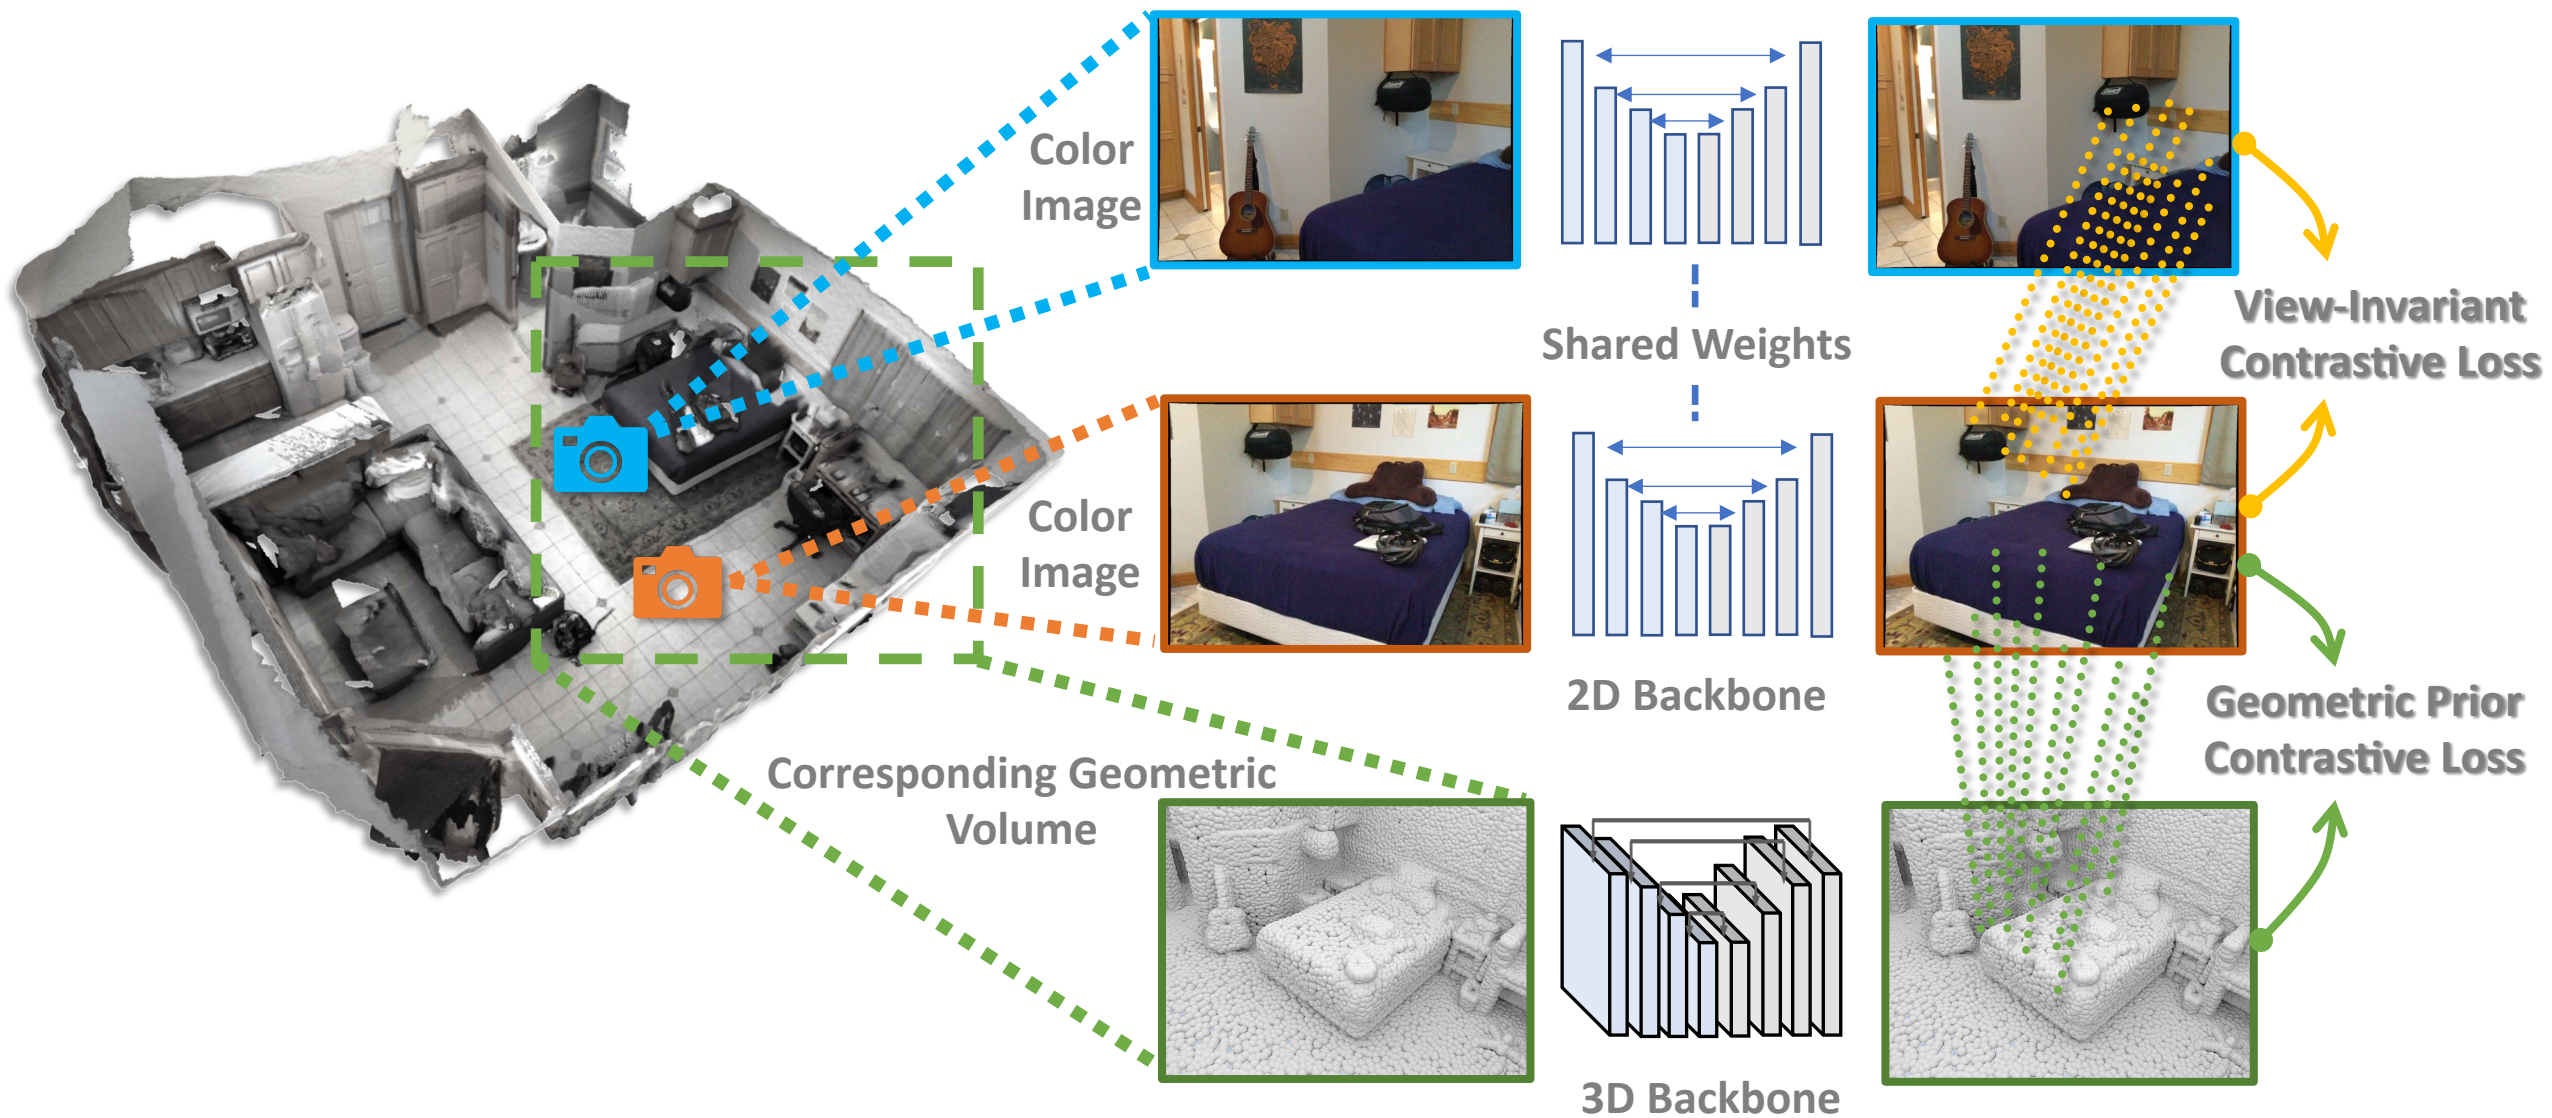 Color
Image
Shared Weights
View-Invariant
Contrastive Loss
Color
Image
2D Backbone
Geometric Prior
Contrastive Loss
Corresponding Geometric
Volume
3D Backbone